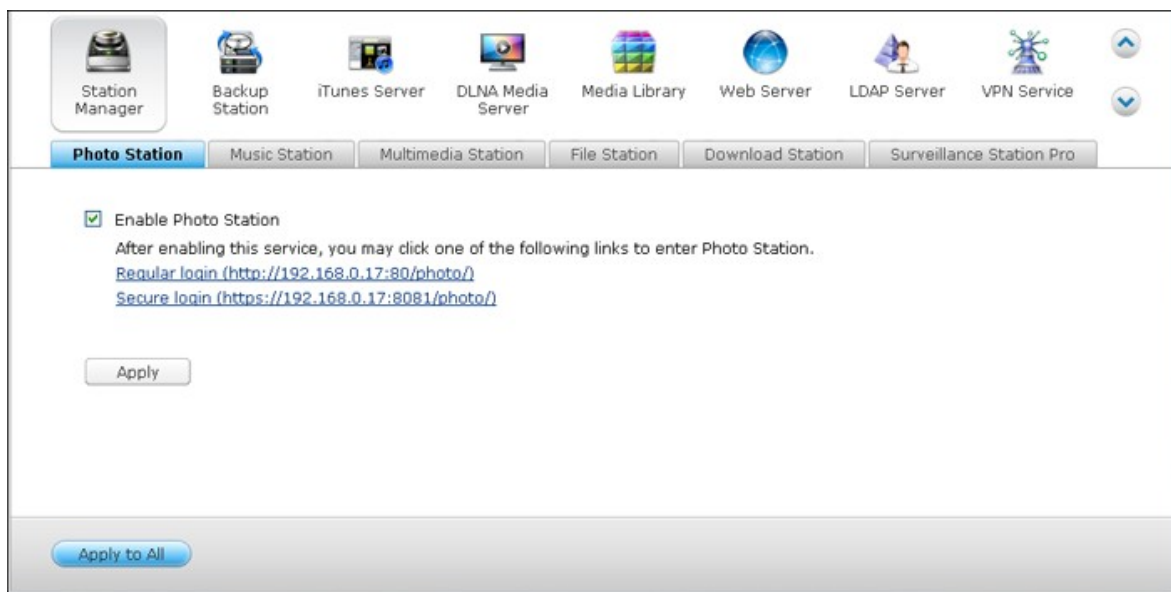 Station Manager
Backup Station
iTunes Server
DLNA Media Server
Media Library
Web Server
LDAP Server
VPN Service
Photo Station
Music Station
Multimedia Station
File Station
Download Station
Surveillance Station Pro
Enable Photo Station
After enabling this service, you may click one of the following links to enter Photo Station.
Regular login (http://192.168.0.17:80/photo/)
Secure login (https://192.168.0.17:8081/photo/)
Apply
Apply to All